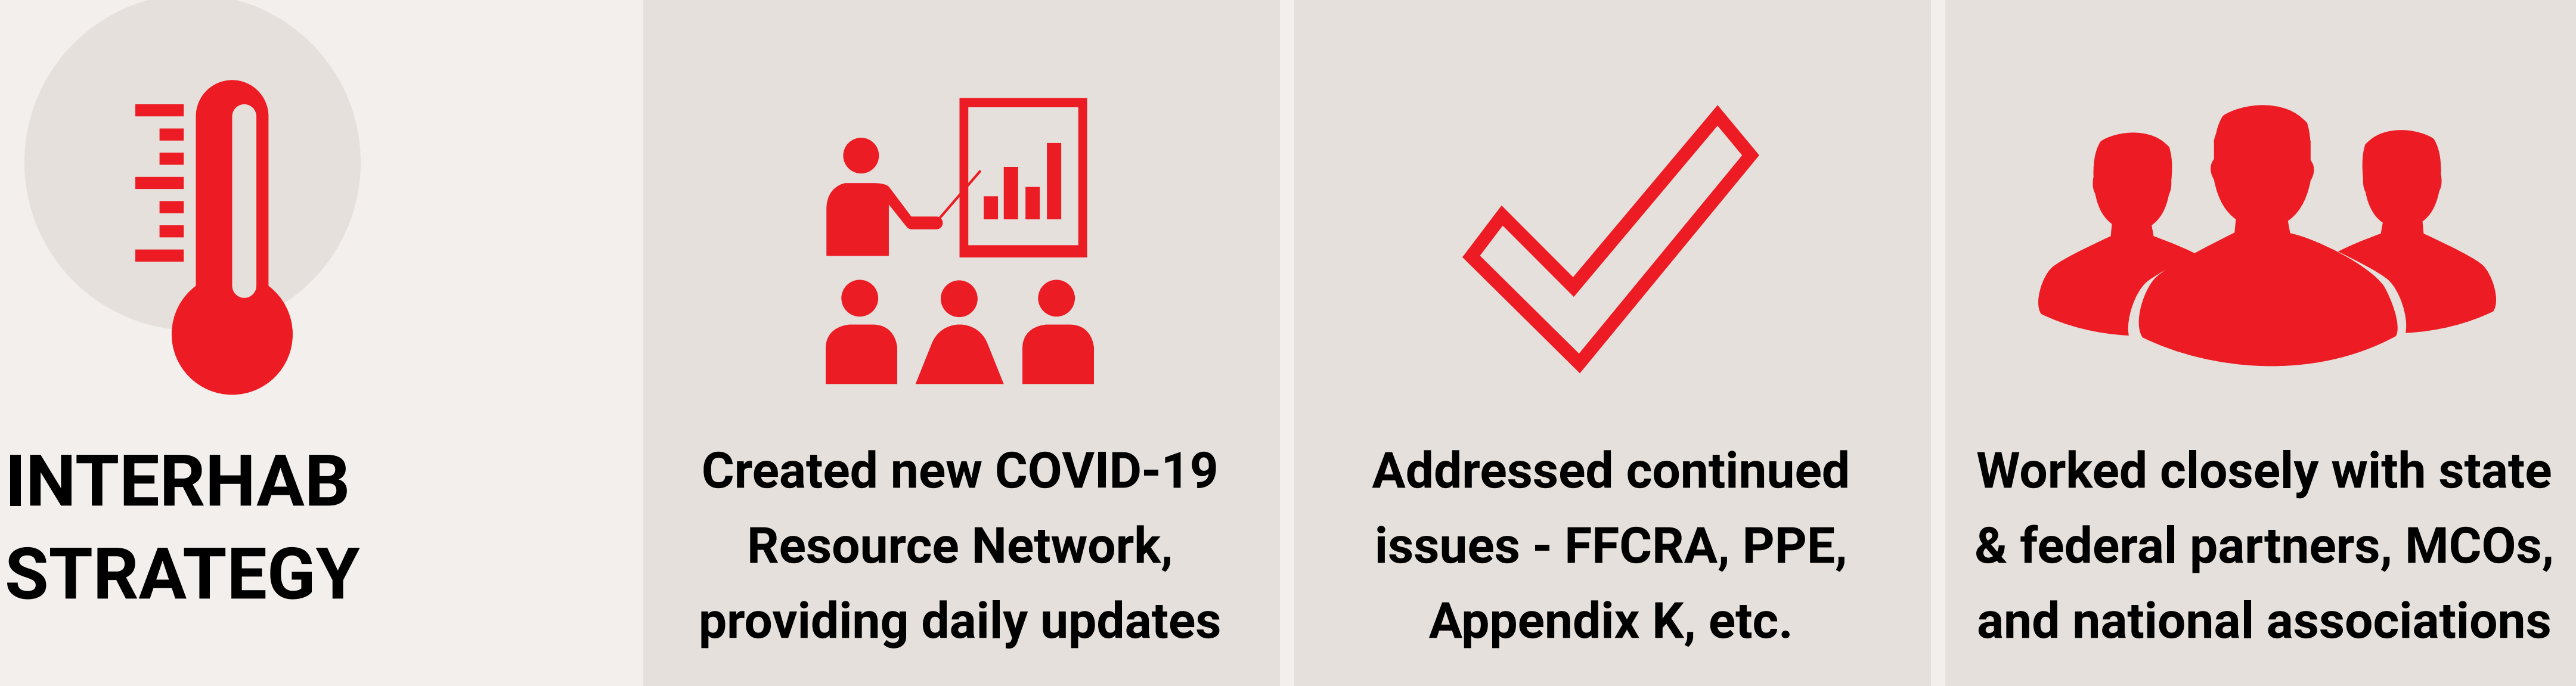 INTERHAB
STRATEGY
Created new COVID-19
Resource Network,
providing daily updates
Addressed continued
issues - FFCRA, PPE,
Appendix K, etc.
Worked closely with state
& federal partners, MCOs,
and national associations